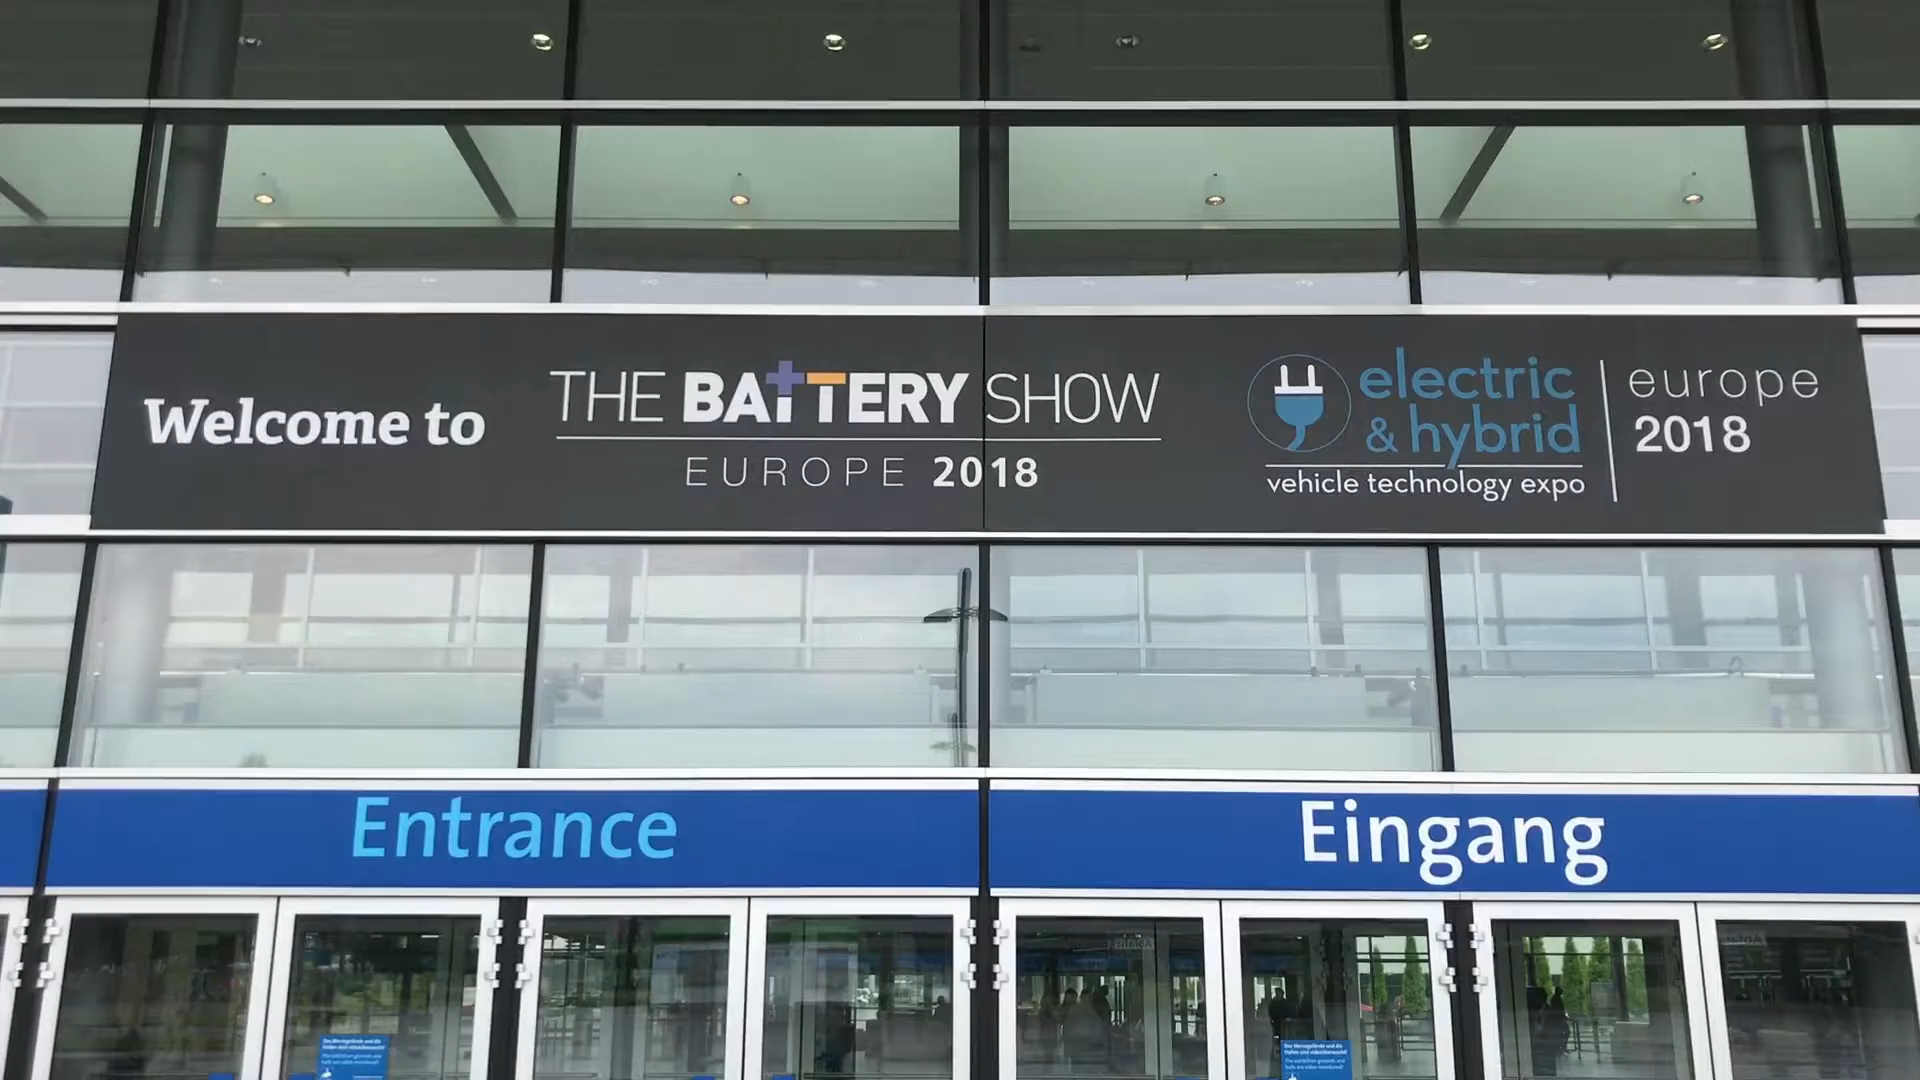 Welcome to
THE BATTERY SHOW
EUROPE 2018
electric
& hybrid
vehicle technology expo
europe
2018
Entrance
Eingang